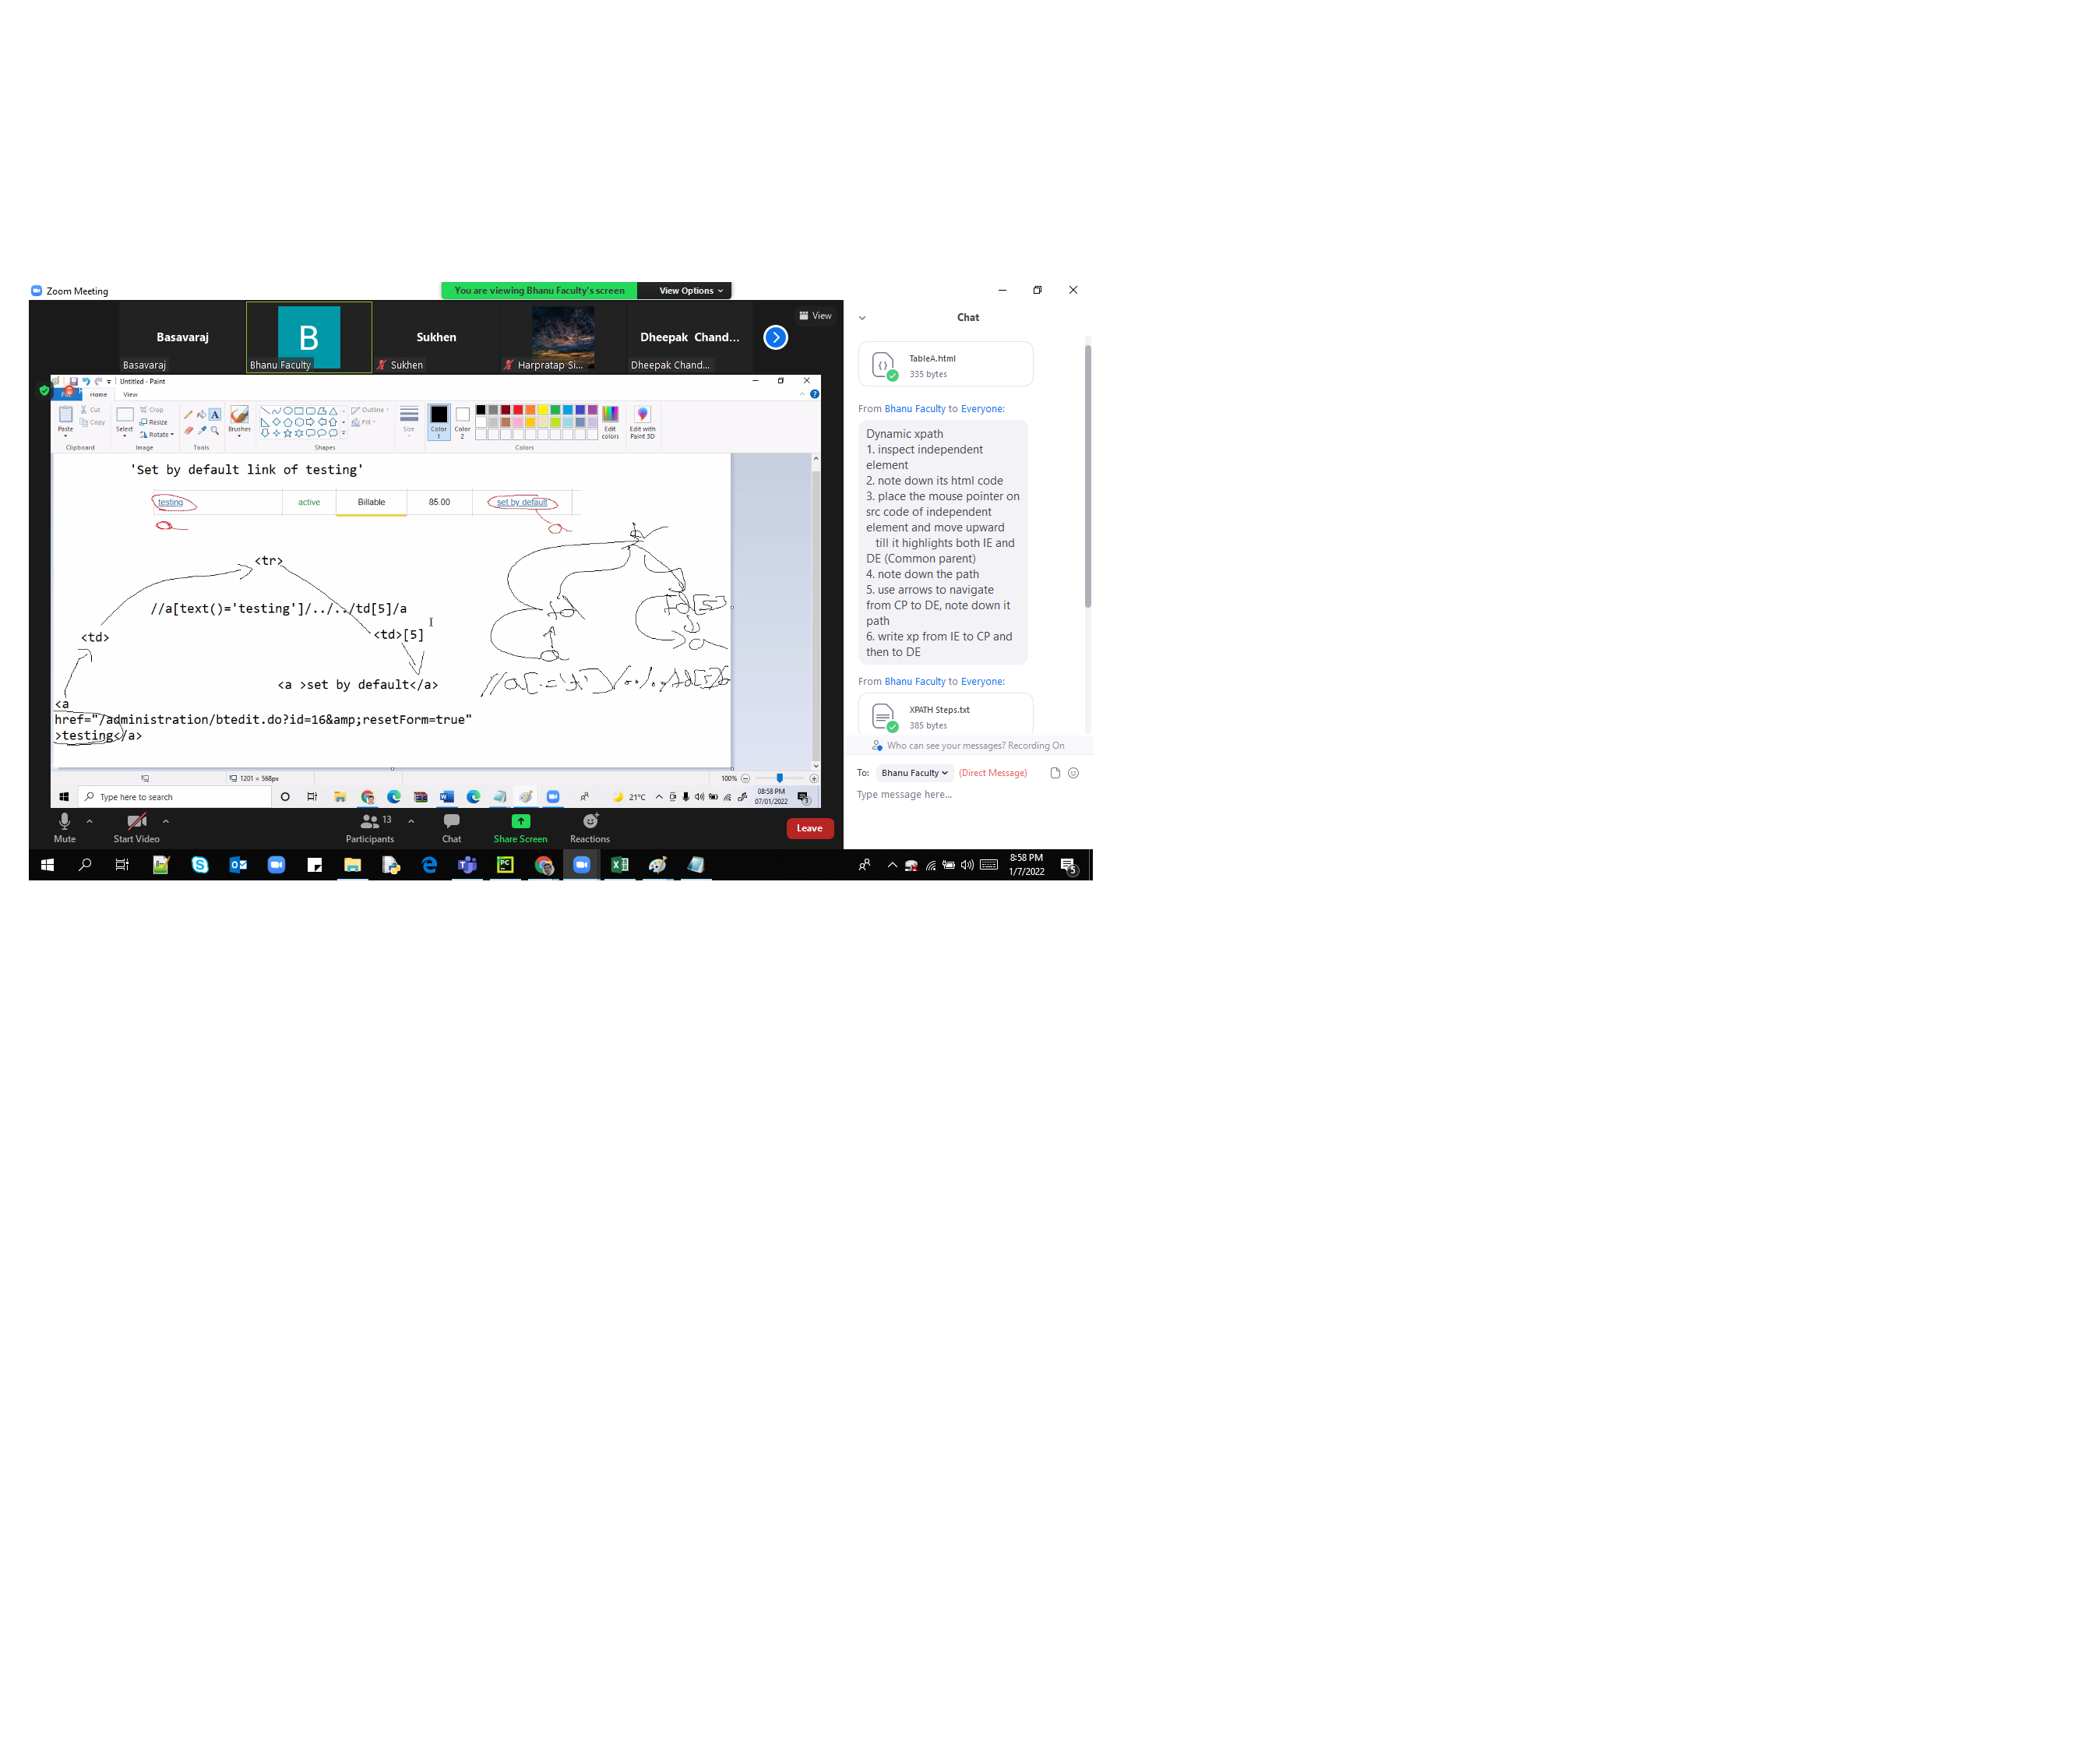 Zoom Meeting
You are viewing Bhanu Faculty's screen
View Options
View
Basavaraj
B
Sukhen
Dheepak Chand...
Basavaraj
Bhanu Faculty
Sukhen
Harpratap Si...
Dheepak Chand...
Untitled - Paint
Home
View
Paste
Cut
Copy
Clipboard
Select
Crop
Resize
Rotate
Image
Tools
Brushes
Outline
Fill
Shapes
Size
Color 1
Color 2
Edit colors
Edit with Paint 3D
Colors
'Set by default link of testing'
testing active Billable 85.00 set by default
a
a
<tr>
//a[text()='testing']/../../td[5]/a
<td>
<td>[5]
<a >set by default</a>
<a
href="/administration/btedit.do?id=16&amp;resetForm=true"
>testing</a>
td
td[5]
a
a
1201 × 568px
100%
Type here to search
21°C
08:58 PM
07/01/2022
3
Mute
Start Video
Participants
13
Chat
Share Screen
Reactions
Leave
Chat
TableA.html
335 bytes
From Bhanu Faculty to Everyone:
Dynamic xpath
1. inspect independent
element
2. note down its html code
3. place the mouse pointer on
src code of independent
element and move upward
till it highlights both IE and
DE (Common parent)
4. note down the path
5. use arrows to navigate
from CP to DE, note down it
path
6. write xp from IE to CP and
then to DE
From Bhanu Faculty to Everyone:
XPATH Steps.txt
385 bytes
Who can see your messages? Recording On
To: Bhanu Faculty (Direct Message)
Type message here...
8:58 PM
1/7/2022
5